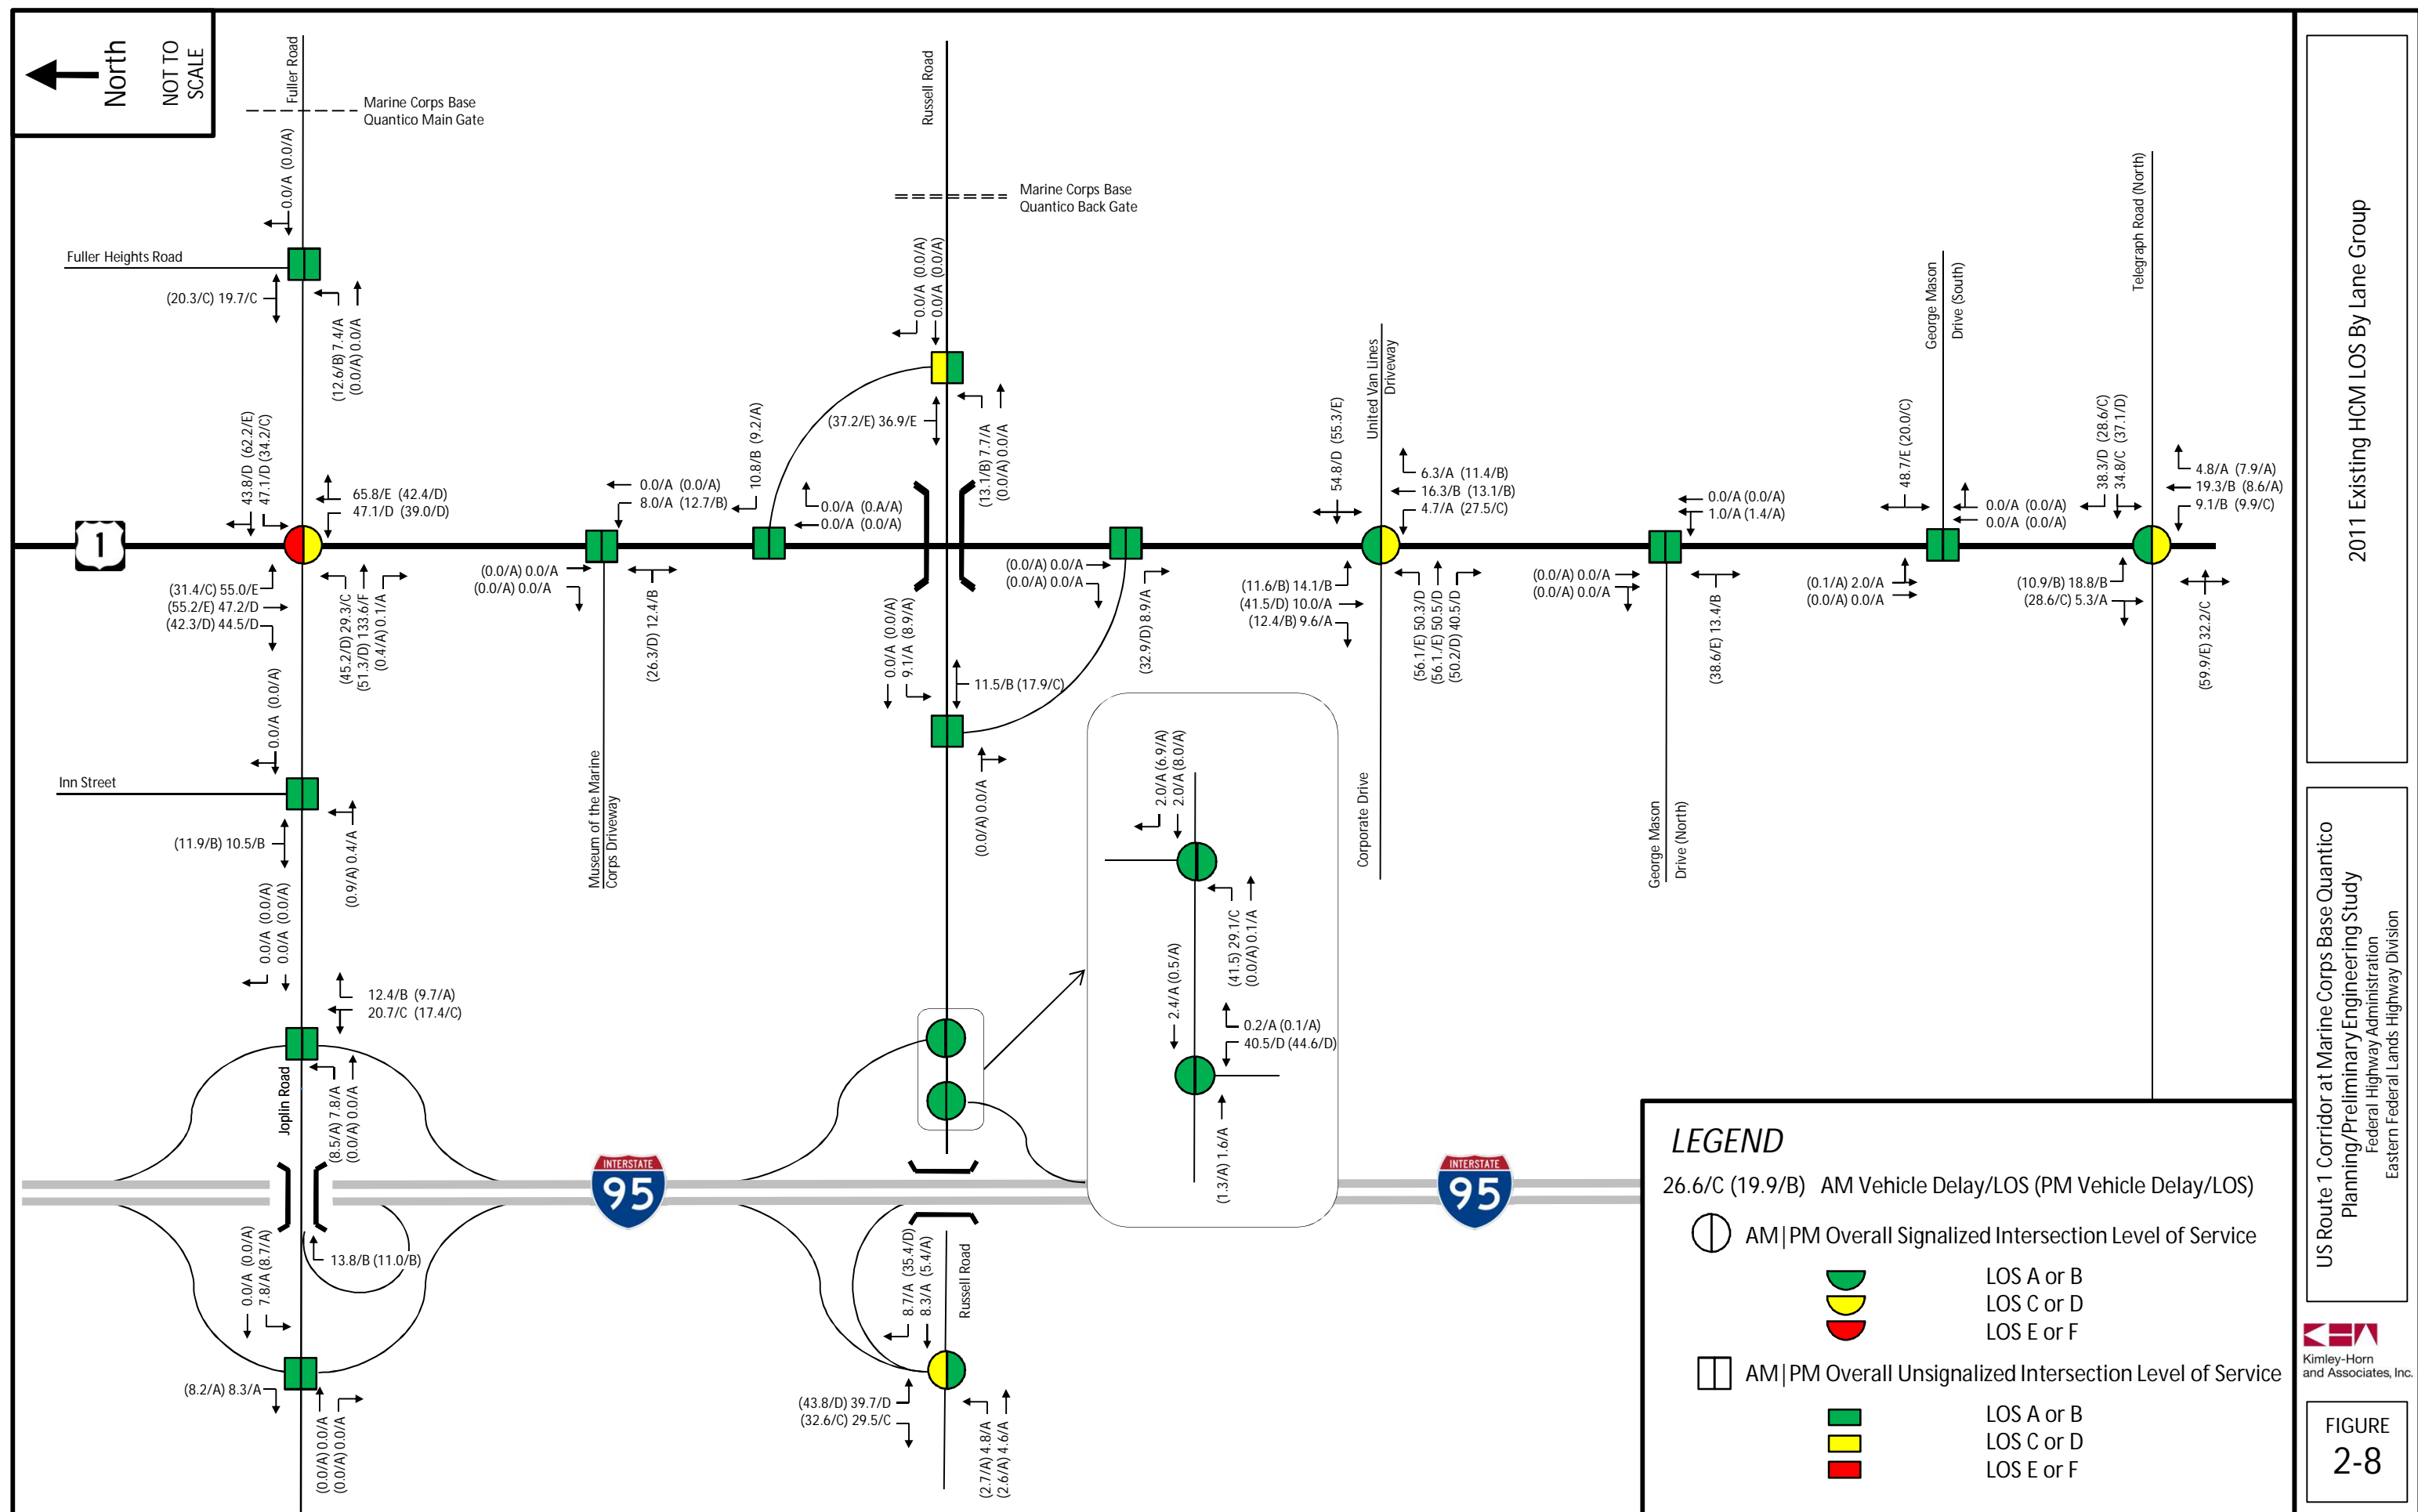 North
NOT TO
SCALE
Fuller Road
Marine Corps Base
Quantico Main Gate
0.0/A (0.0/A)
Fuller Heights Road
(20.3/C) 19.7/C
(12.6/B) 7.4/A
(0.0/A) 0.0/A
43.8/D (62.2/E)
47.1/D (34.2/C)
65.8/E (42.4/D)
47.1/D (39.0/D)
1
(31.4/C) 55.0/E
(55.2/E) 47.2/D
(42.3/D) 44.5/D
(45.2/D) 29.3/C
(51.3/D) 133.6/F
(0.4/A) 0.1/A
0.0/A (0.0/A)
Inn Street
(11.9/B) 10.5/B
(0.9/A) 0.4/A
0.0/A (0.0/A)
0.0/A (0.0/A)
12.4/B (9.7/A)
20.7/C (17.4/C)
Joplin Road
(8.5/A) 7.8/A
(0.0/A) 0.0/A
0.0/A (0.0/A)
7.8/A (8.7/A)
13.8/B (11.0/B)
(8.2/A) 8.3/A
(0.0/A) 0.0/A
(0.0/A) 0.0/A
0.0/A (0.0/A)
8.0/A (12.7/B)
(0.0/A) 0.0/A
(0.0/A) 0.0/A
(26.3/D) 12.4/B
Museum of the Marine
Corps Driveway
10.8/B (9.2/A)
0.0/A (0.A/A)
0.0/A (0.0/A)
Russell Road
Marine Corps Base
Quantico Back Gate
0.0/A (0.0/A)
0.0/A (0.0/A)
(37.2/E) 36.9/E
(13.1/B) 7.7/A
(0.0/A) 0.0/A
(0.0/A) 0.0/A
(0.0/A) 0.0/A
(32.9/D) 8.9/A
0.0/A (0.0/A)
9.1/A (8.9/A)
11.5/B (17.9/C)
(0.0/A) 0.0/A
2.0/A (6.9/A)
2.0/A (8.0/A)
(41.5) 29.1/C
(0.0/A) 0.1/A
2.4/A (0.5/A)
0.2/A (0.1/A)
40.5/D (44.6/D)
(1.3/A) 1.6/A
INTERSTATE
95
INTERSTATE
95
8.7/A (35.4/D)
8.3/A (5.4/A)
Russell Road
(43.8/D) 39.7/D
(32.6/C) 29.5/C
(2.7/A) 4.8/A
(2.6/A) 4.6/A
United Van Lines
Driveway
54.8/D (55.3/E)
6.3/A (11.4/B)
16.3/B (13.1/B)
4.7/A (27.5/C)
(11.6/B) 14.1/B
(41.5/D) 10.0/A
(12.4/B) 9.6/A
(56.1/E) 50.3/D
(56.1./E) 50.5/D
(50.2/D) 40.5/D
Corporate Drive
0.0/A (0.0/A)
1.0/A (1.4/A)
(0.0/A) 0.0/A
(0.0/A) 0.0/A
(38.6/E) 13.4/B
George Mason
Drive (North)
George Mason
Drive (South)
48.7/E (20.0/C)
0.0/A (0.0/A)
0.0/A (0.0/A)
(0.1/A) 2.0/A
(0.0/A) 0.0/A
Telegraph Road (North)
38.3/D (28.6/C)
34.8/C (37.1/D)
4.8/A (7.9/A)
19.3/B (8.6/A)
9.1/B (9.9/C)
(10.9/B) 18.8/B
(28.6/C) 5.3/A
(59.9/E) 32.2/C
LEGEND
26.6/C (19.9/B) AM Vehicle Delay/LOS (PM Vehicle Delay/LOS)
AM|PM Overall Signalized Intersection Level of Service
LOS A or B
LOS C or D
LOS E or F
AM|PM Overall Unsignalized Intersection Level of Service
LOS A or B
LOS C or D
LOS E or F
2011 Existing HCM LOS By Lane Group
US Route 1 Corridor at Marine Corps Base Quantico
Planning/Preliminary Engineering Study
Federal Highway Administration
Eastern Federal Lands Highway Division
Kimley-Horn
and Associates, Inc.
FIGURE
2-8